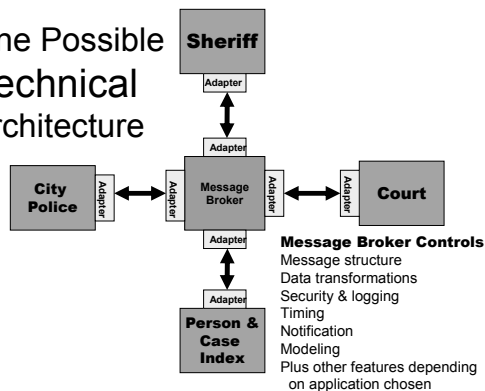 ne Possible
echnical
rchitecture
Sheriff
Adapter
Adapter
City
Police
Adapter
Adapter
Message
Broker
Adapter
Adapter
Court
Adapter
Adapter
Person &
Case
Index
Message Broker Controls
Message structure
Data transformations
Security & logging
Timing
Notification
Modeling
Plus other features depending
on application chosen